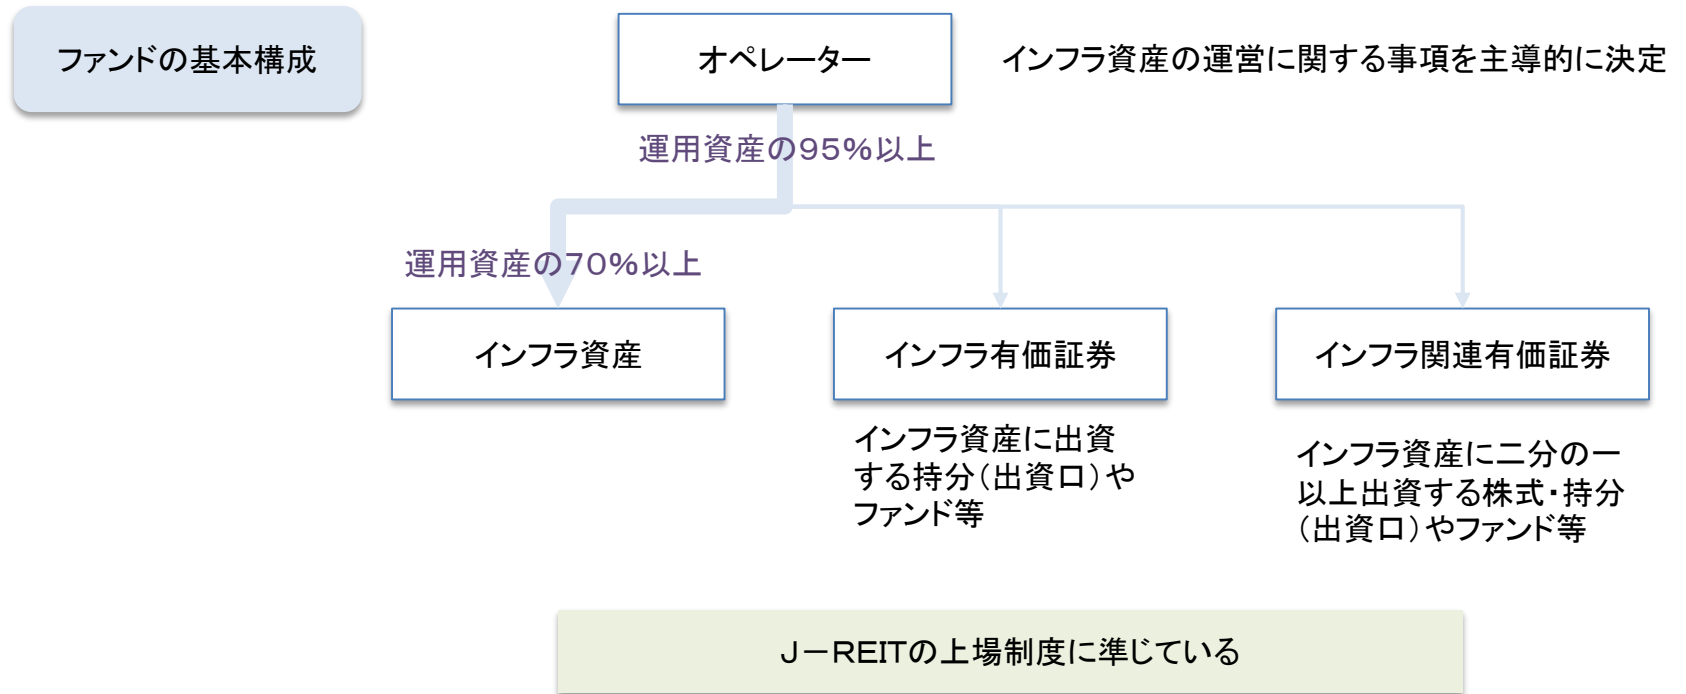 ファンドの基本構成
オペレーター
インフラ資産の運営に関する事項を主導的に決定
運用資産の95%以上
運用資産の70%以上
インフラ資産
インフラ有価証券
インフラ関連有価証券
インフラ資産に出資
する持分(出資口)や
ファンド等
インフラ資産に二分の一
以上出資する株式・持分
(出資口)やファンド等
J-REITの上場制度に準じている